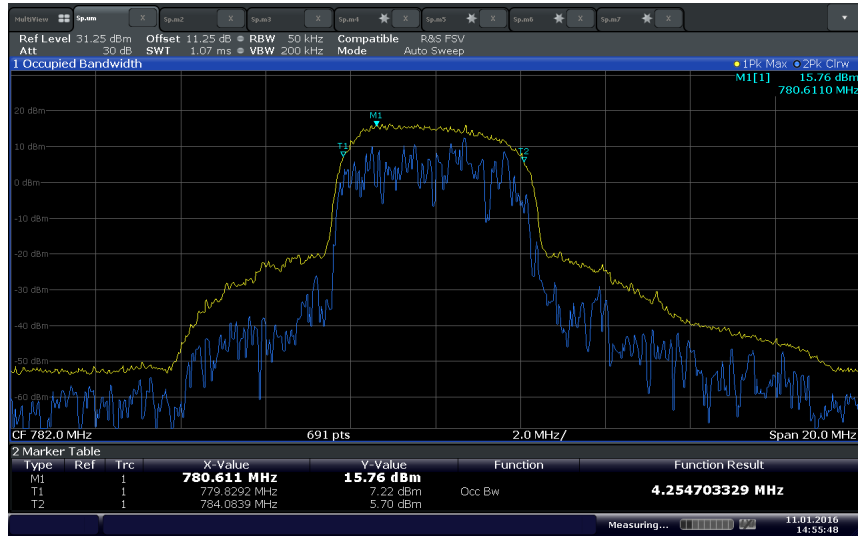 MultiView Sp.um X Sp.m2 X Sp.m3 X Sp.m4 X Sp.m5 X Sp.m6 X Sp.m7 X
Ref Level 31.25 dBm Offset 11.25 dB RBW 50 kHz Compatible R&S FSV
Att 30 dB SWT 1.07 ms VBW 200 kHz Mode Auto Sweep
1 Occupied Bandwidth 1Pk Max 2Pk Clrw
M1[1] 15.76 dBm
780.6110 MHz
20 dBm
M1
10 dBm
T1 T2
0 dBm
-10 dBm
-20 dBm
-30 dBm
-40 dBm
-50 dBm
-60 dBm
CF 782.0 MHz 691 pts 2.0 MHz/ Span 20.0 MHz
2 Marker Table
Type Ref Trc X-Value Y-Value Function Function Result
M1 1 780.611 MHz 15.76 dBm
T1 1 779.8292 MHz 7.22 dBm Occ Bw 4.254703329 MHz
T2 1 784.0839 MHz 5.70 dBm
Measuring... 11.01.2016
14:55:48